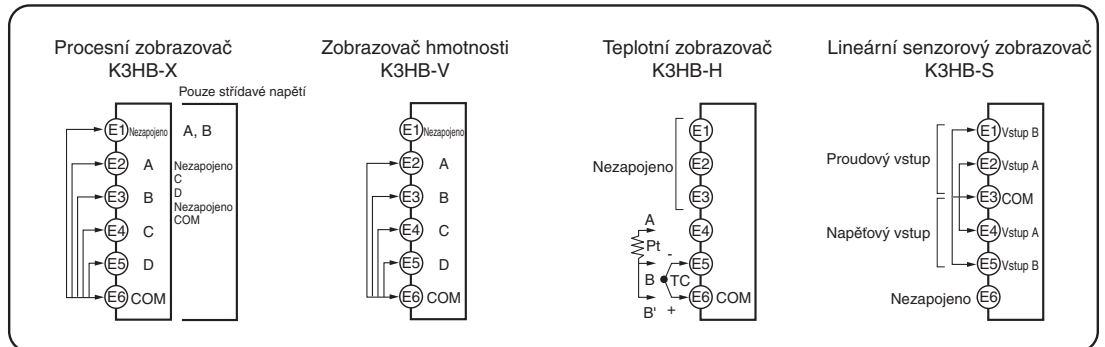 Procesní zobrazovač
K3HB-X
Pouze střídavé napětí
E1 Nezapojeno A, B
E2 A Nezapojeno
C
E3 B D
Nezapojeno
COM
E4 C
E5 D
E6 COM
Zobrazovač hmotnosti
K3HB-V
E1 Nezapojeno
E2 A
E3 B
E4 C
E5 D
E6 COM
Teplotní zobrazovač
K3HB-H
E1
Nezapojeno E2
E3
A E4
Pt
- E5
B TC
E6 COM
B' +
Lineární senzorový zobrazovač
K3HB-S
E1 Vstup B
Proudový vstup E2 Vstup A
E3 COM
Napěťový vstup E4 Vstup A
E5 Vstup B
Nezapojeno E6